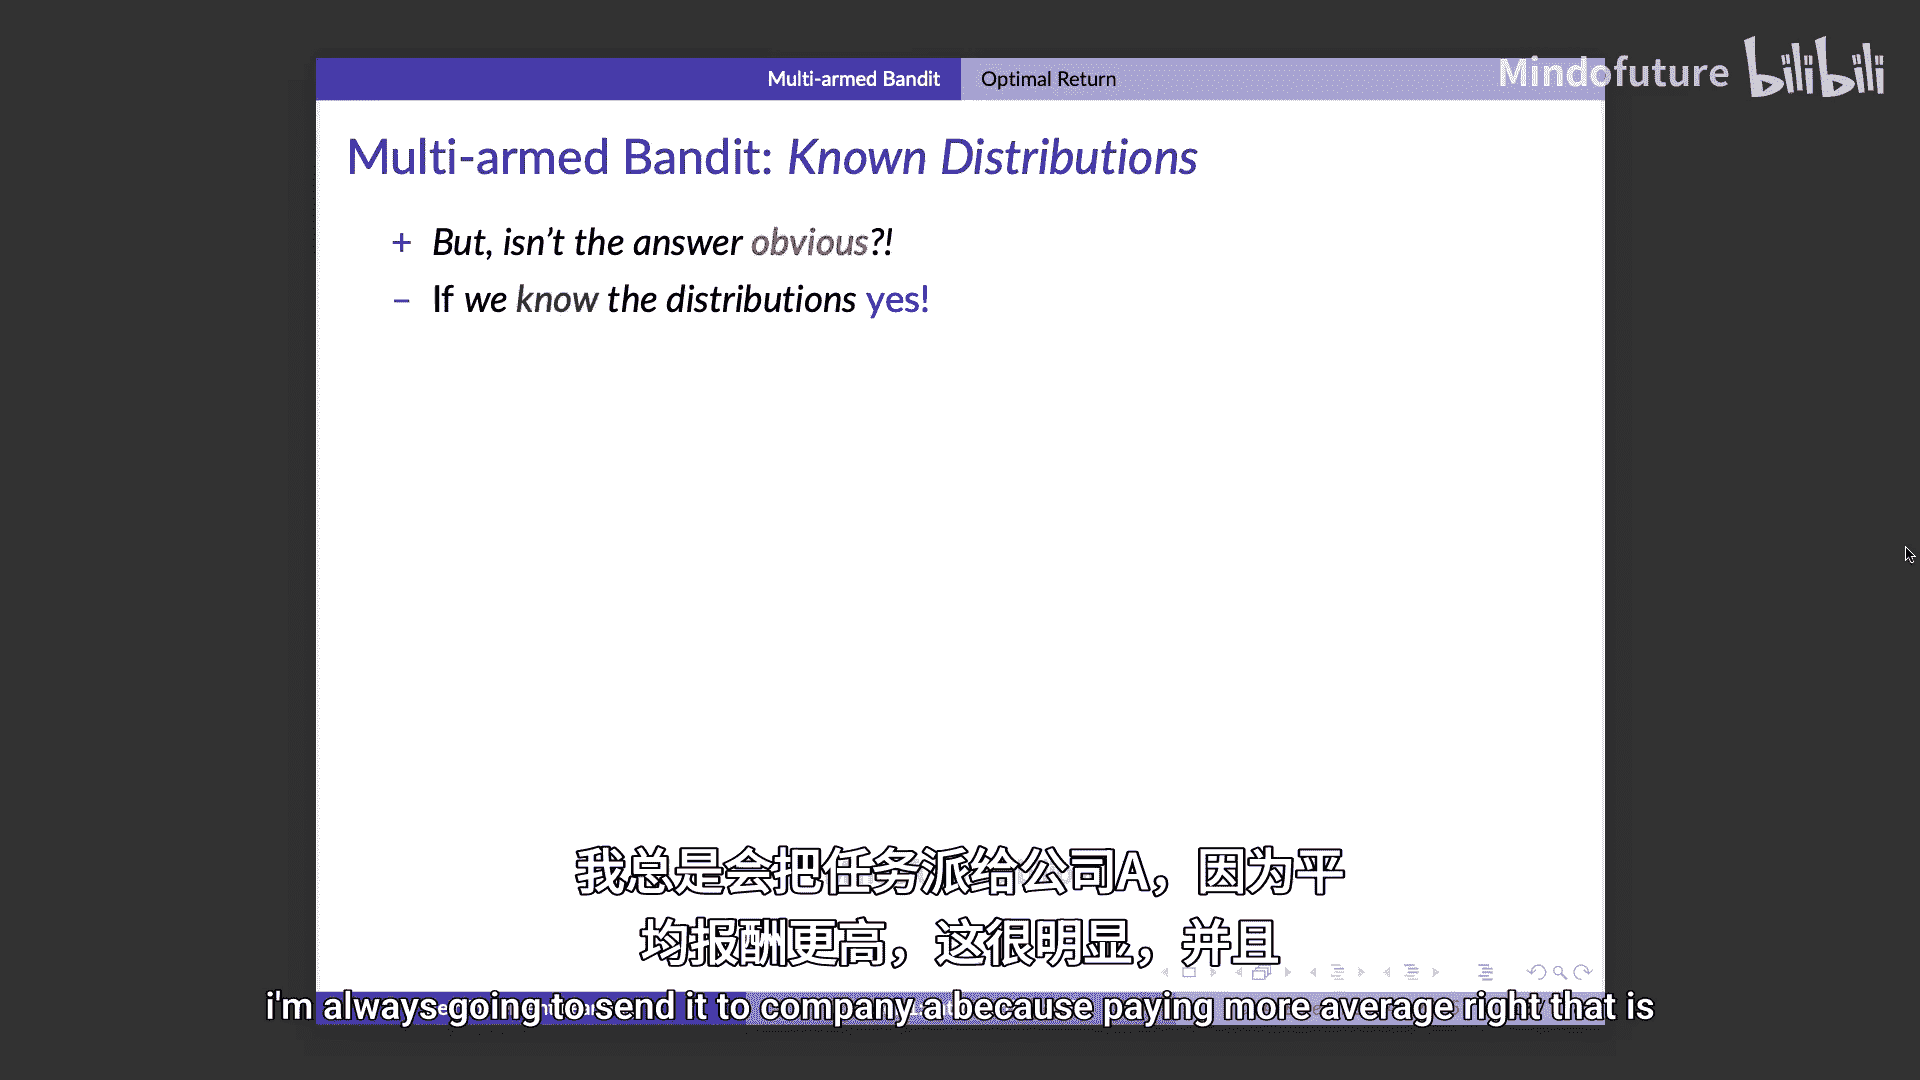 Multi-armed Bandit
Optimal Return
Mindofuture bilibili
Multi-armed Bandit: Known Distributions
+ But, isn't the answer obvious?!
– If we know the distributions yes!
我总是会把任务派给公司A，因为平
均报酬更高，这很明显，并且
i'm always going to send it to company a because paying more average right that is